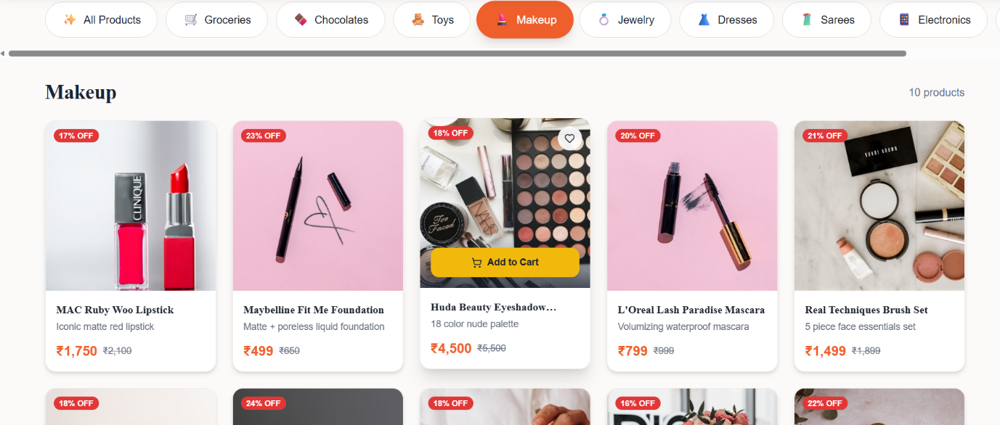 All Products
Groceries
Chocolates
Toys
Makeup
Jewelry
Dresses
Sarees
Electronics
Makeup
10 products
17% OFF
CLINIQUE
MAC Ruby Woo Lipstick
Iconic matte red lipstick
₹1,750 ₹2,100
23% OFF
Maybelline Fit Me Foundation
Matte + poreless liquid foundation
₹499 ₹650
18% OFF
NARS
Too
Faced
Add to Cart
Huda Beauty Eyeshadow…
18 color nude palette
₹4,500 ₹5,500
20% OFF
L'Oreal Lash Paradise Mascara
Volumizing waterproof mascara
₹799 ₹999
21% OFF
BOBBI BROWN
Real Techniques Brush Set
5 piece face essentials set
₹1,499 ₹1,899
18% OFF
24% OFF
18% OFF
16% OFF
22% OFF